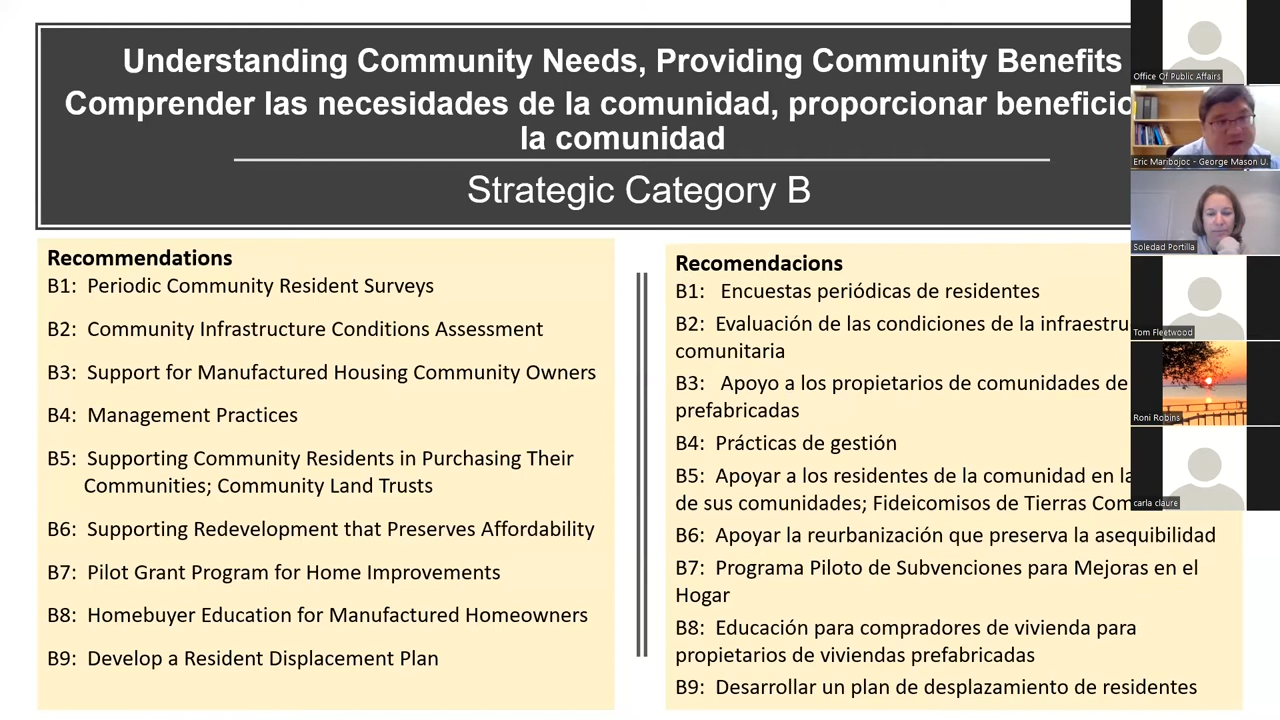 Understanding Community Needs, Providing Community Benefits
Comprender las necesidades de la comunidad, proporcionar beneficio
la comunidad
Strategic Category B
Recommendations
B1: Periodic Community Resident Surveys
B2: Community Infrastructure Conditions Assessment
B3: Support for Manufactured Housing Community Owners
B4: Management Practices
B5: Supporting Community Residents in Purchasing Their
Communities; Community Land Trusts
B6: Supporting Redevelopment that Preserves Affordability
B7: Pilot Grant Program for Home Improvements
B8: Homebuyer Education for Manufactured Homeowners
B9: Develop a Resident Displacement Plan
Recomendacions
B1: Encuestas periódicas de residentes
B2: Evaluación de las condiciones de la infraestru
comunitaria
B3: Apoyo a los propietarios de comunidades de
prefabricadas
B4: Prácticas de gestión
B5: Apoyar a los residentes de la comunidad en la
de sus comunidades; Fideicomisos de Tierras Com
B6: Apoyar la reurbanización que preserva la asequibilidad
B7: Programa Piloto de Subvenciones para Mejoras en el
Hogar
B8: Educación para compradores de vivienda para
propietarios de viviendas prefabricadas
B9: Desarrollar un plan de desplazamiento de residentes
Office Of Public Affairs
Eric Maribojoc - George Mason U.
Soledad Portilla
Tom Fleetwood
Roni Robins
carla claure